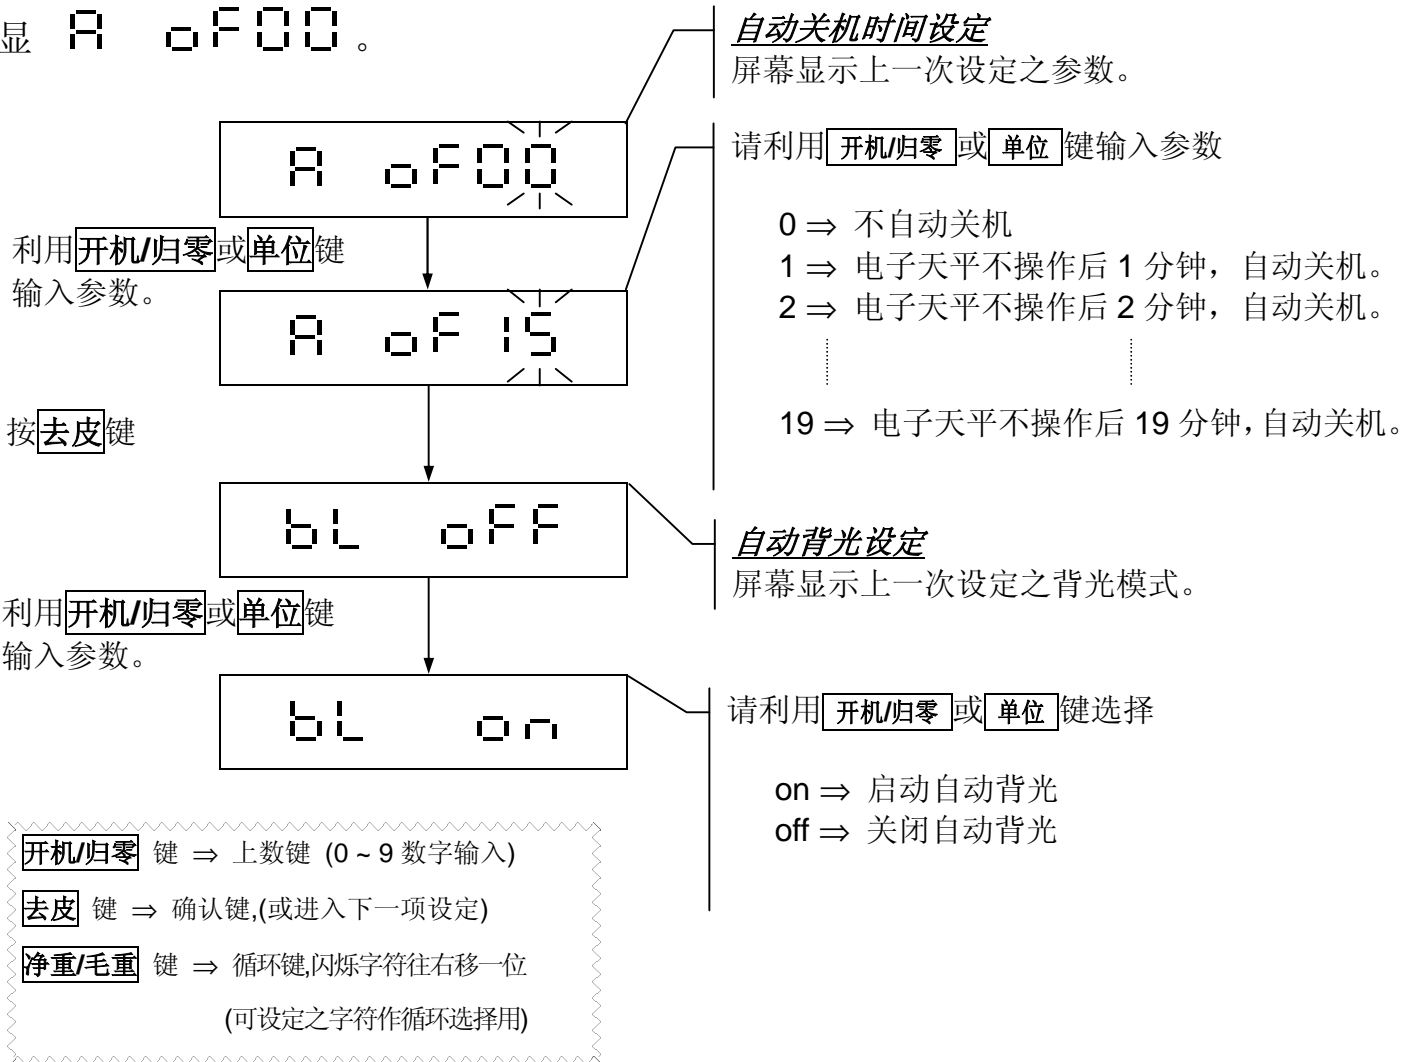 显 A oF00 。
自动关机时间设定
屏幕显示上一次设定之参数。
A oF00
请利用 开机/归零 或 单位 键输入参数
0 ⇒ 不自动关机
1 ⇒ 电子天平不操作后 1 分钟，自动关机。
2 ⇒ 电子天平不操作后 2 分钟，自动关机。
19 ⇒ 电子天平不操作后 19 分钟，自动关机。
利用开机/归零或单位键
输入参数。
A oF15
按去皮键
bL oFF
自动背光设定
屏幕显示上一次设定之背光模式。
利用开机/归零或单位键
输入参数。
bL on
请利用 开机/归零 或 单位 键选择
on ⇒ 启动自动背光
off ⇒ 关闭自动背光
开机/归零 键 ⇒ 上数键 (0 ~ 9 数字输入)
去皮 键 ⇒ 确认键,(或进入下一项设定)
净重/毛重 键 ⇒ 循环键,闪烁字符往右移一位
(可设定之字符作循环选择用)